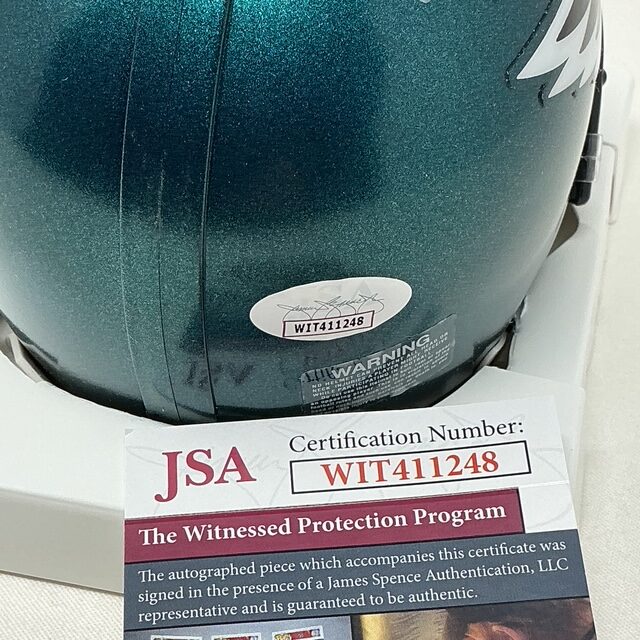 WIT411248
WARNING
JSA
Certification Number:
WIT411248
The Witnessed Protection Program
The autographed piece which accompanies this certificate was
signed in the presence of a James Spence Authentication, LLC
representative and is guaranteed to be authentic.